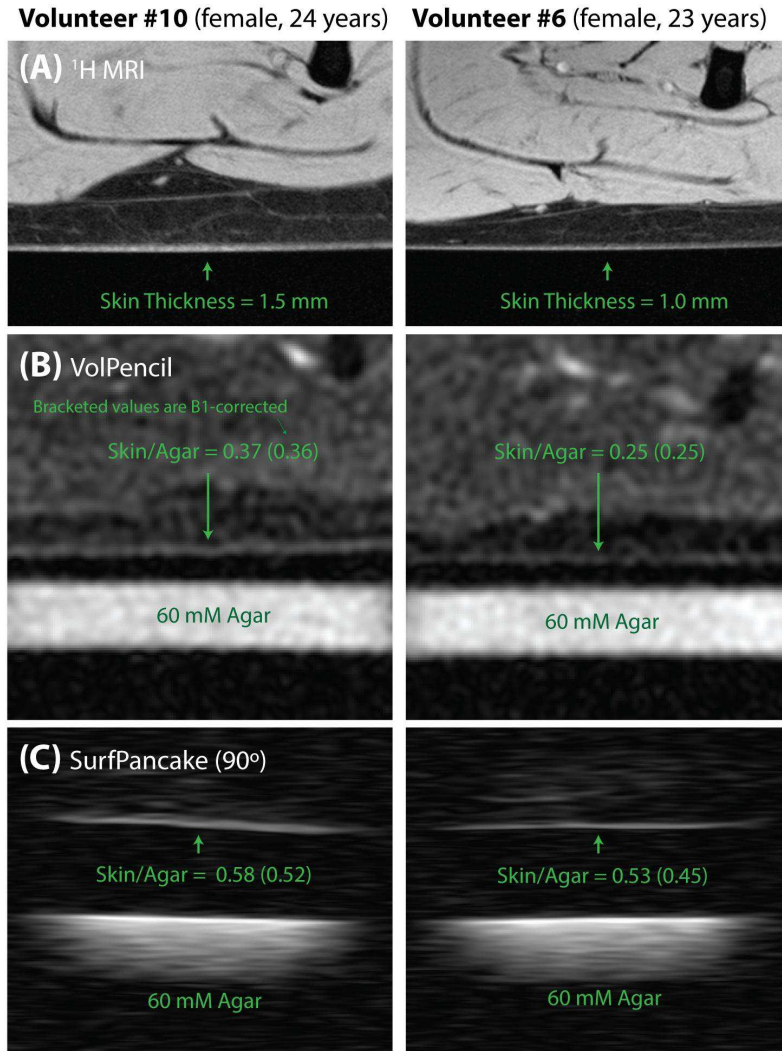 Volunteer #10 (female, 24 years)
Volunteer #6 (female, 23 years)
(A) ¹H MRI
Skin Thickness = 1.5 mm
Skin Thickness = 1.0 mm
(B) VolPencil
Bracketed values are B1-corrected
Skin/Agar = 0.37 (0.36)
Skin/Agar = 0.25 (0.25)
60 mM Agar
60 mM Agar
(C) SurfPancake (90º)
Skin/Agar = 0.58 (0.52)
Skin/Agar = 0.53 (0.45)
60 mM Agar
60 mM Agar